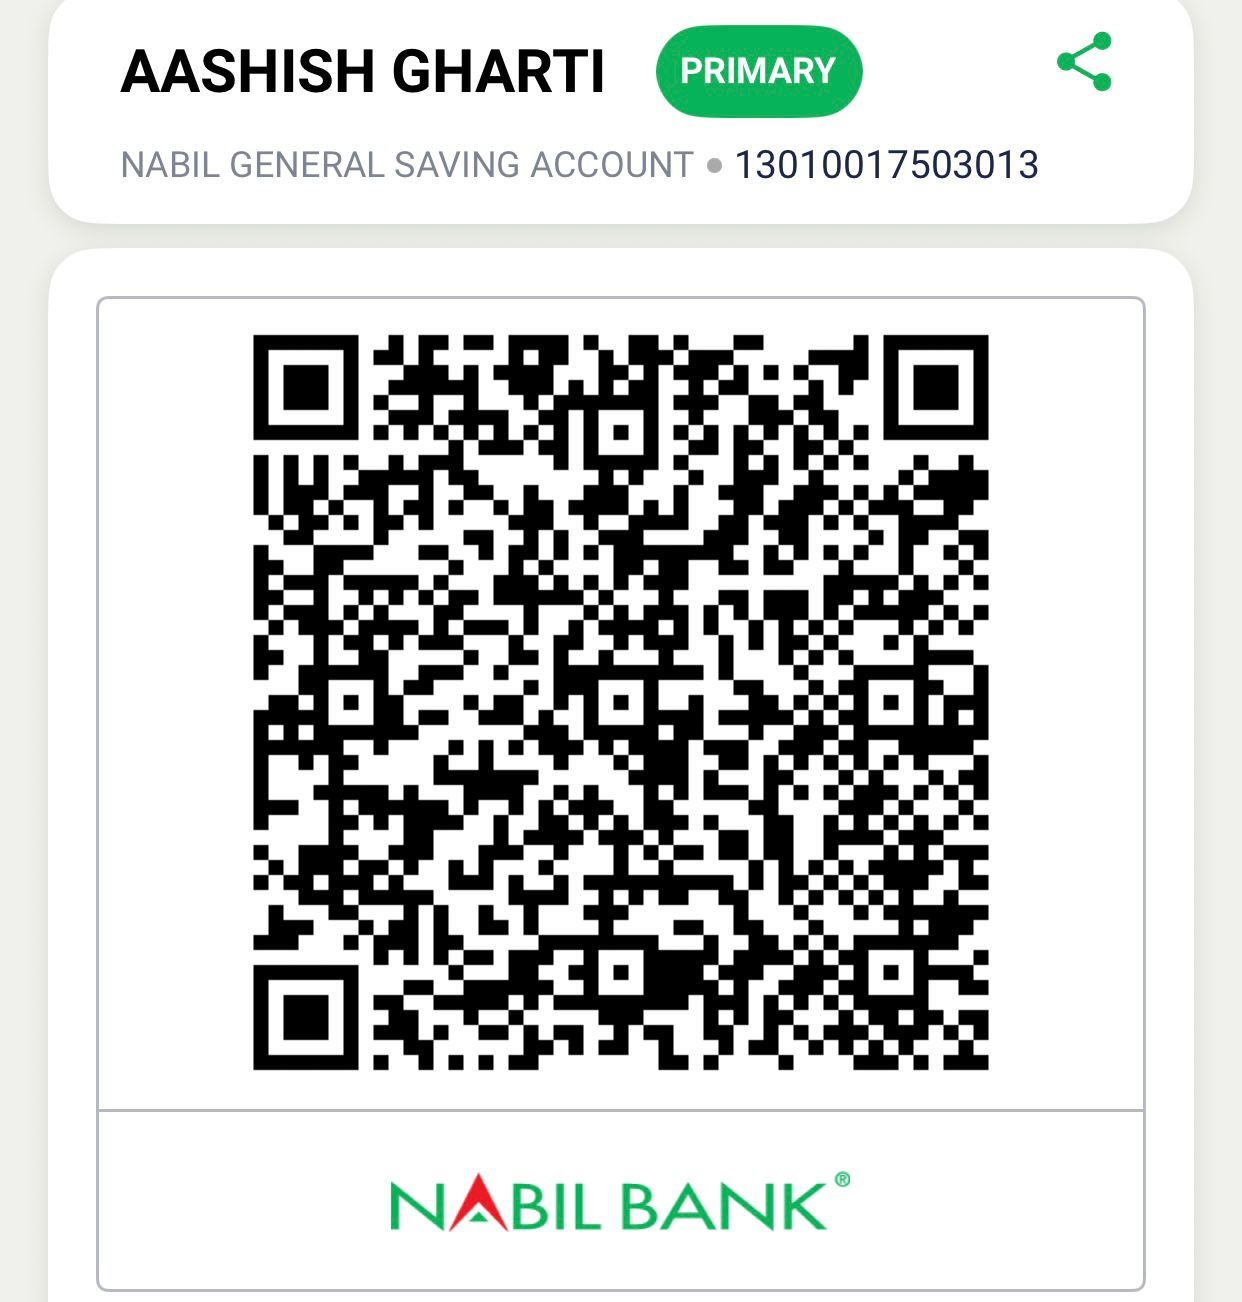 AASHISH GHARTI PRIMARY
NABIL GENERAL SAVING ACCOUNT • 13010017503013
NABIL BANK®